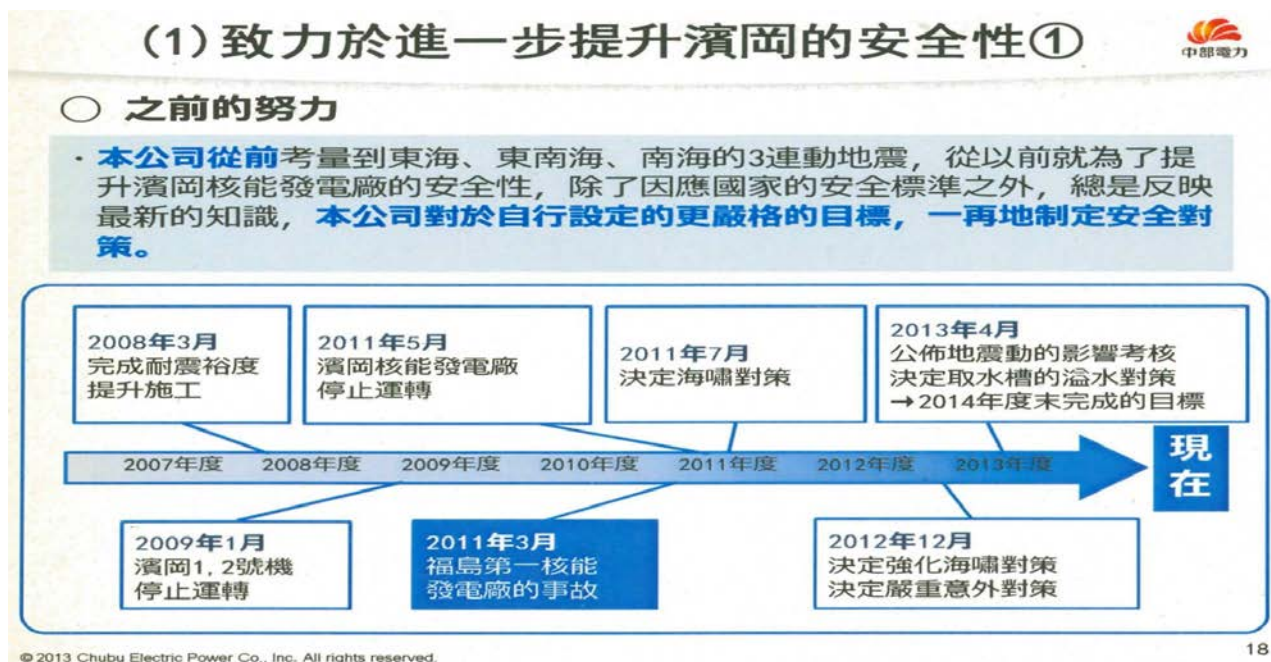 (1)致力於進一步提升濱岡的安全性①
中部電力
○ 之前的努力
・本公司從前考量到東海、東南海、南海的3連動地震，從以前就為了提
升濱岡核能發電廠的安全性，除了因應國家的安全標準之外，總是反映
最新的知識，本公司對於自行設定的更嚴格的目標，一再地制定安全對
策。
2008年3月
完成耐震裕度
提升施工
2011年5月
濱岡核能發電廠
停止運轉
2011年7月
決定海嘯對策
2013年4月
公佈地震動的影響考核
決定取水槽的溢水對策
→2014年度末完成的目標
2007年度 2008年度 2009年度 2010年度 2011年度 2012年度 2013年度
現
在
2009年1月
濱岡1, 2號機
停止運轉
2011年3月
福島第一核能
發電廠的事故
2012年12月
決定強化海嘯對策
決定嚴重意外對策
© 2013 Chubu Electric Power Co., Inc. All rights reserved.
18